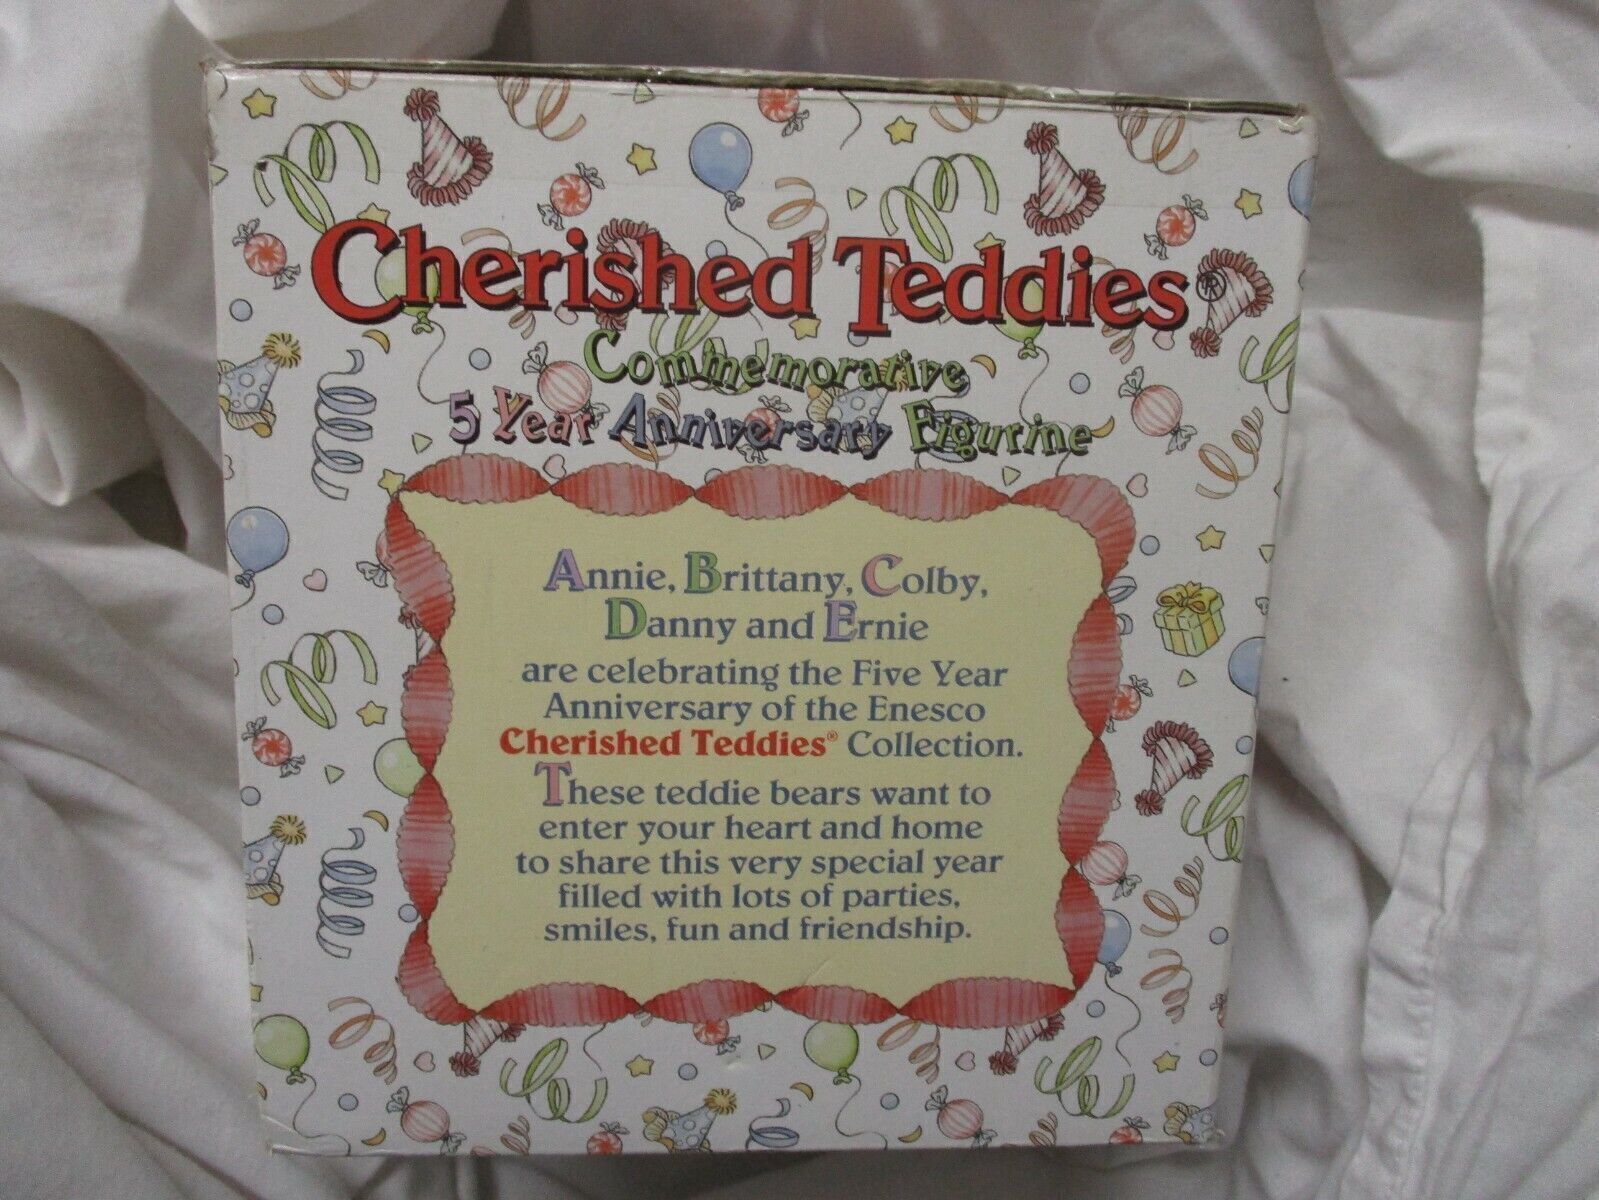 Cherished Teddies®
Commemorative
5 Year Anniversary Figurine
Annie, Brittany, Colby,
Danny and Ernie
are celebrating the Five Year
Anniversary of the Enesco
Cherished Teddies® Collection.
These teddie bears want to
enter your heart and home
to share this very special year
filled with lots of parties,
smiles, fun and friendship.